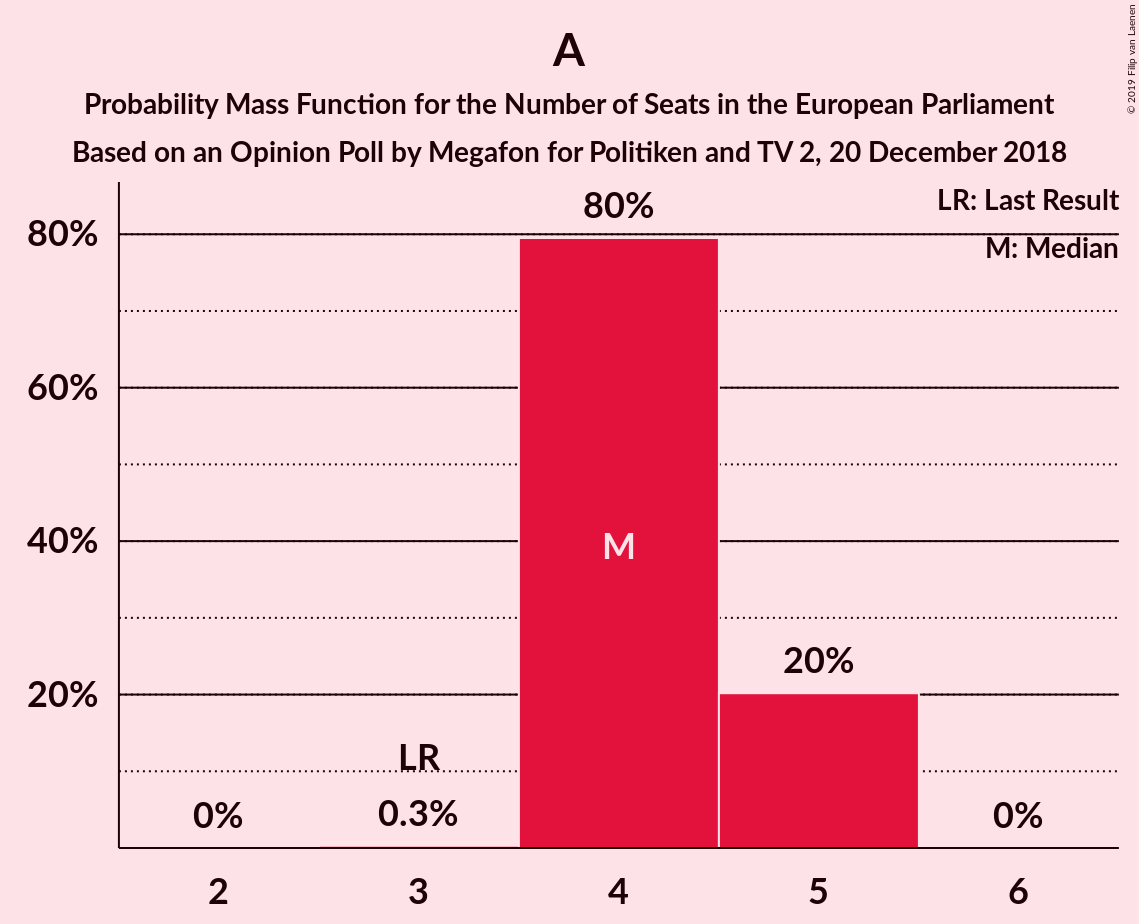 A
Probability Mass Function for the Number of Seats in the European Parliament
Based on an Opinion Poll by Megafon for Politiken and TV 2, 20 December 2018
© 2019 Filip van Laenen
LR: Last Result
M: Median
80%
60%
40%
20%
0%
LR
0.3%
80%
M
20%
0%
2
3
4
5
6